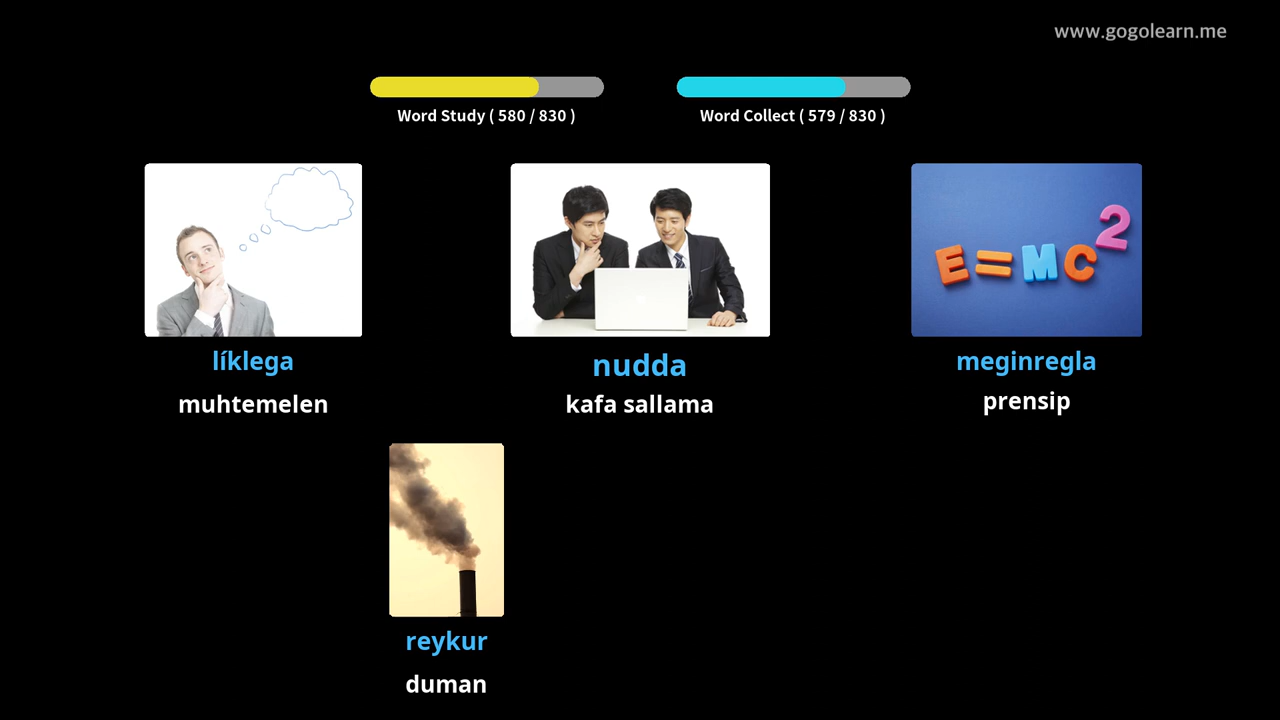 www.gogolearn.me
Word Study ( 580 / 830 )
Word Collect ( 579 / 830 )
E=MC2
líklega
nudda
meginregla
muhtemelen
kafa sallama
prensip
reykur
duman